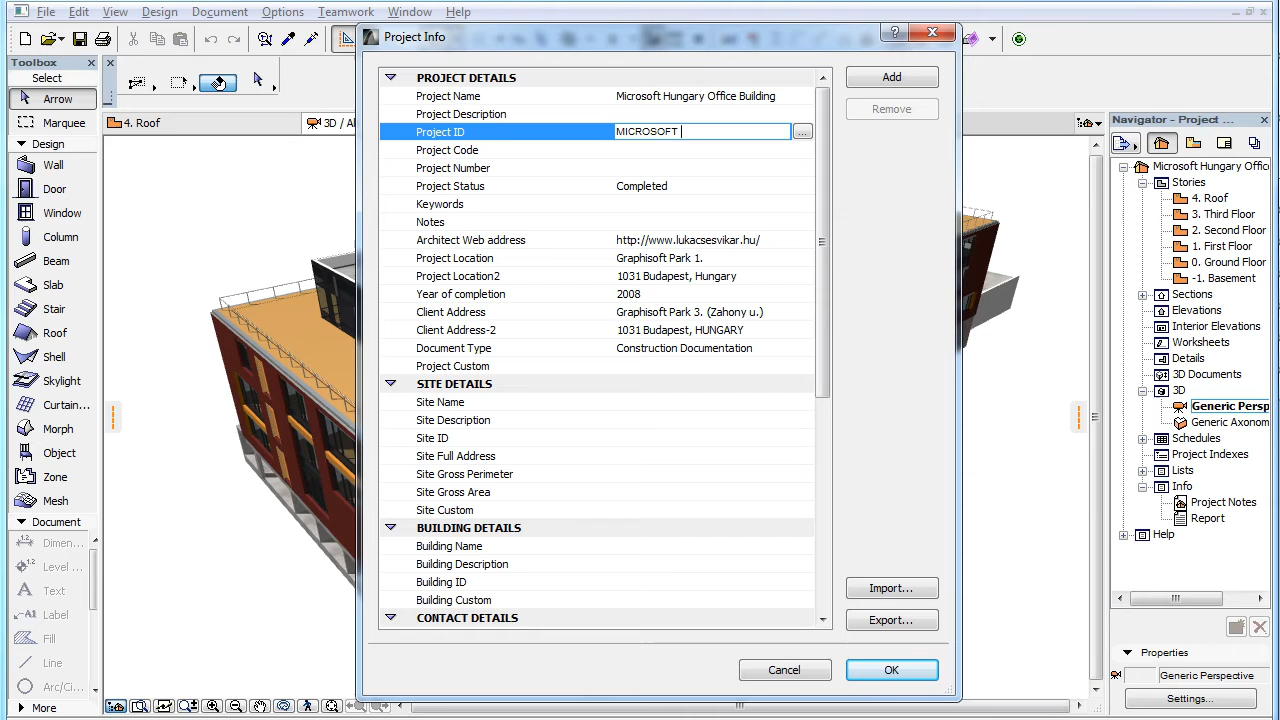 File Edit View Design Document Options Teamwork Window Help
Project Info
Toolbox
Select
Arrow
Marquee
Design
Wall
Door
Window
Column
Beam
Slab
Stair
Roof
Shell
Skylight
Curtain...
Morph
Object
Zone
Mesh
Document
Dimen...
Level ...
Text
Label
Fill
Line
Arc/Ci...
More
4. Roof
3D / Al
PROJECT DETAILS
Project Name Microsoft Hungary Office Building
Project Description
Project ID MICROSOFT ...
Project Code
Project Number
Project Status Completed
Keywords
Notes
Architect Web address http://www.lukacsesvikar.hu/
Project Location Graphisoft Park 1.
Project Location2 1031 Budapest, Hungary
Year of completion 2008
Client Address Graphisoft Park 3. (Zahony u.)
Client Address-2 1031 Budapest, HUNGARY
Document Type Construction Documentation
Project Custom
SITE DETAILS
Site Name
Site Description
Site ID
Site Full Address
Site Gross Perimeter
Site Gross Area
Site Custom
BUILDING DETAILS
Building Name
Building Description
Building ID
Building Custom
CONTACT DETAILS
Add
Remove
Import...
Export...
Cancel
OK
Navigator - Project ...
Microsoft Hungary Offic
Stories
4. Roof
3. Third Floor
2. Second Floor
1. First Floor
0. Ground Floor
-1. Basement
Sections
Elevations
Interior Elevations
Worksheets
Details
3D Documents
3D
Generic Persp
Generic Axonom
Schedules
Project Indexes
Lists
Info
Project Notes
Report
Help
Properties
Generic Perspective
Settings...